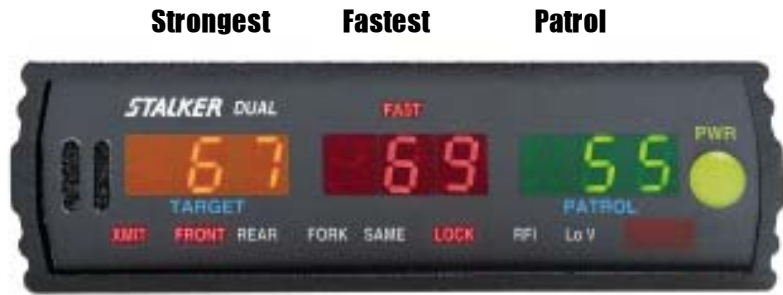 Strongest Fastest Patrol
STALKER DUAL FAST
PWR
67 69 55
TARGET PATROL
XMIT FRONT REAR FORK SAME LOCK RFI Lo V